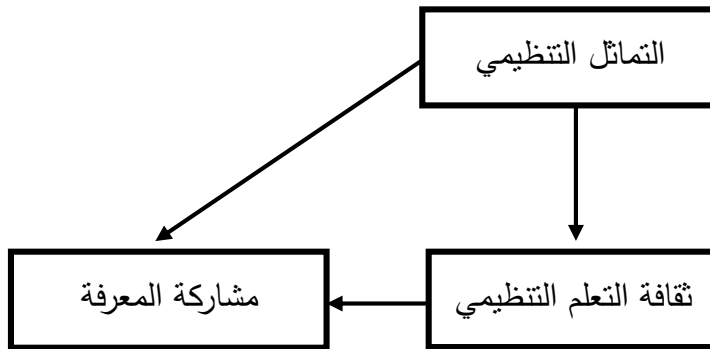 التماثل التنظيمي
ثقافة التعلم التنظيمي
مشاركة المعرفة